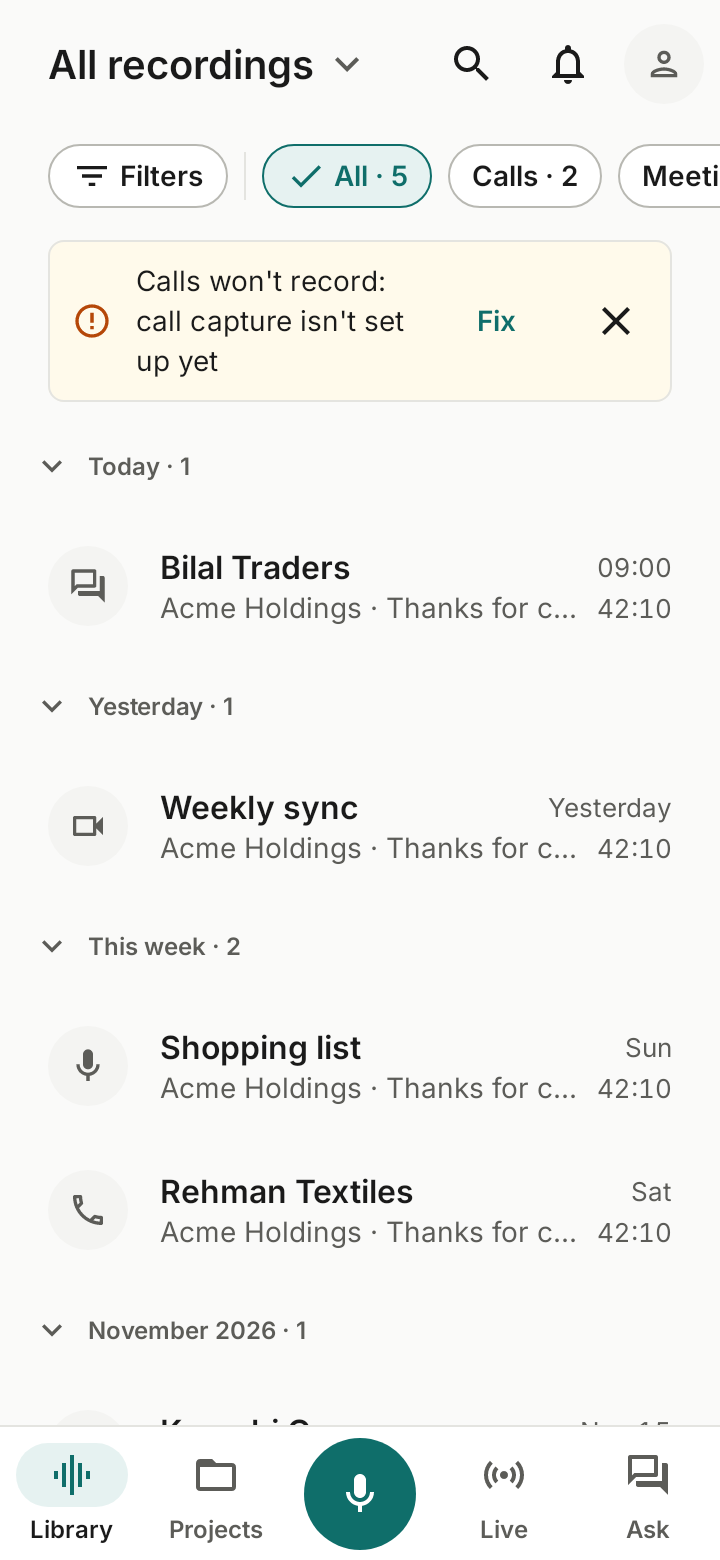 All recordings
Filters
All · 5
Calls · 2
Meeti
Calls won't record:
call capture isn't set
up yet
Fix
Today · 1
Bilal Traders 09:00
Acme Holdings · Thanks for c... 42:10
Yesterday · 1
Weekly sync Yesterday
Acme Holdings · Thanks for c... 42:10
This week · 2
Shopping list Sun
Acme Holdings · Thanks for c... 42:10
Rehman Textiles Sat
Acme Holdings · Thanks for c... 42:10
November 2026 · 1
Library
Projects
Live
Ask